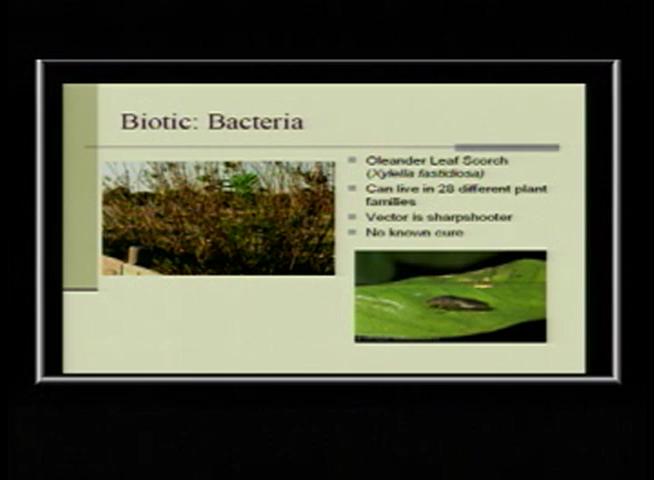 Biotic: Bacteria
Oleander Leaf Scorch
(Xylella fastidiosa)
Can live in 28 different plant
families
Vector is sharpshooter
No known cure